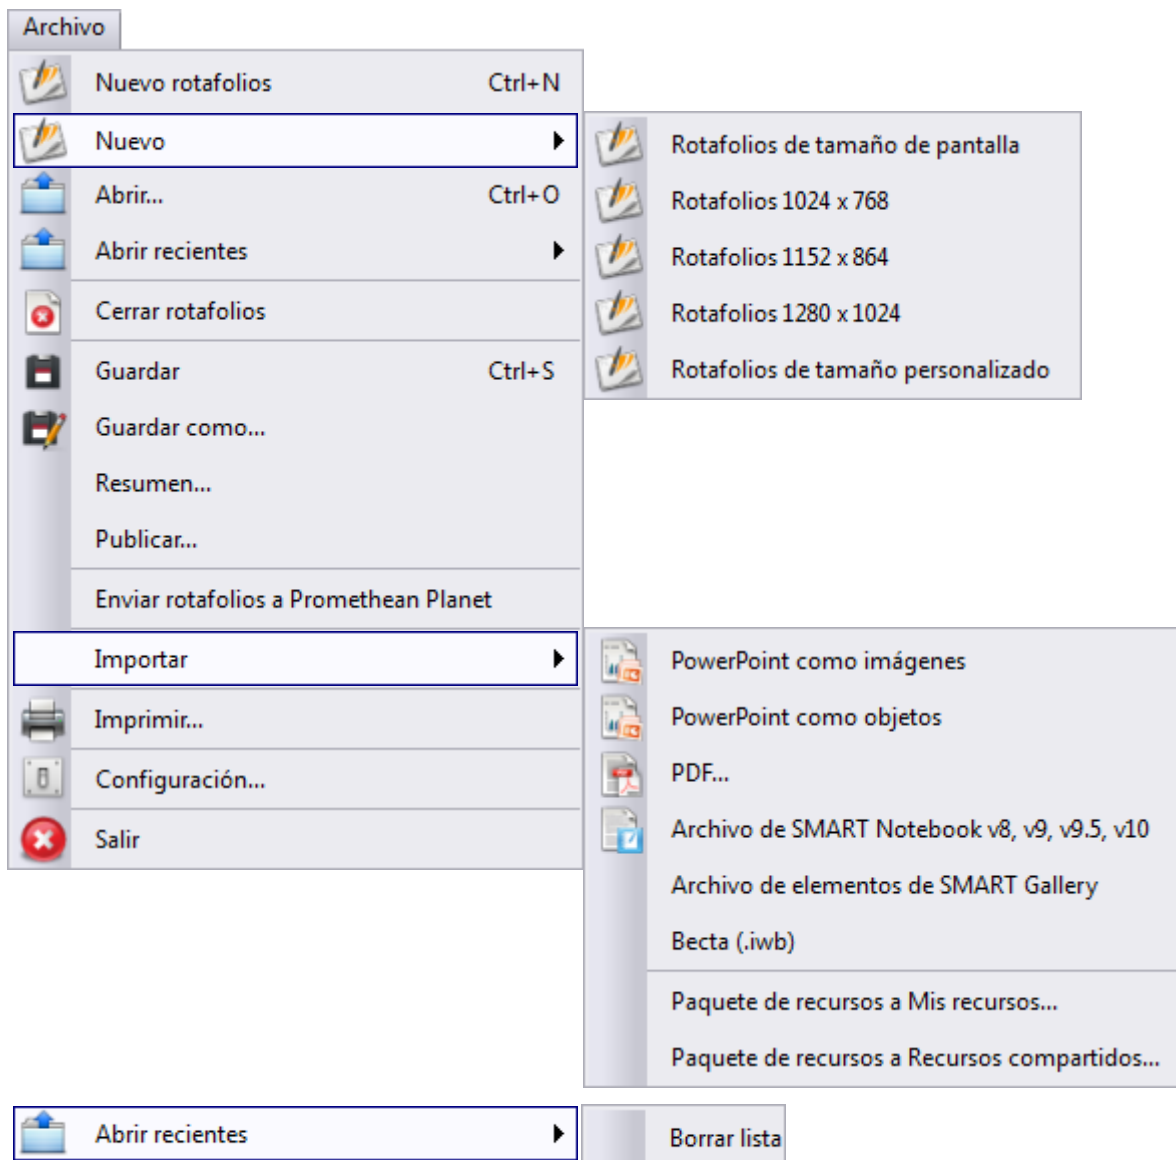 Archivo
Nuevo rotafolios Ctrl+N
Nuevo
Rotafolios de tamaño de pantalla
Rotafolios 1024 x 768
Rotafolios 1152 x 864
Rotafolios 1280 x 1024
Rotafolios de tamaño personalizado
Abrir... Ctrl+O
Abrir recientes
Cerrar rotafolios
Guardar Ctrl+S
Guardar como...
Resumen...
Publicar...
Enviar rotafolios a Promethean Planet
Importar
PowerPoint como imágenes
PowerPoint como objetos
PDF...
Archivo de SMART Notebook v8, v9, v9.5, v10
Archivo de elementos de SMART Gallery
Becta (.iwb)
Paquete de recursos a Mis recursos...
Paquete de recursos a Recursos compartidos...
Imprimir...
Configuración...
Salir
Abrir recientes
Borrar lista